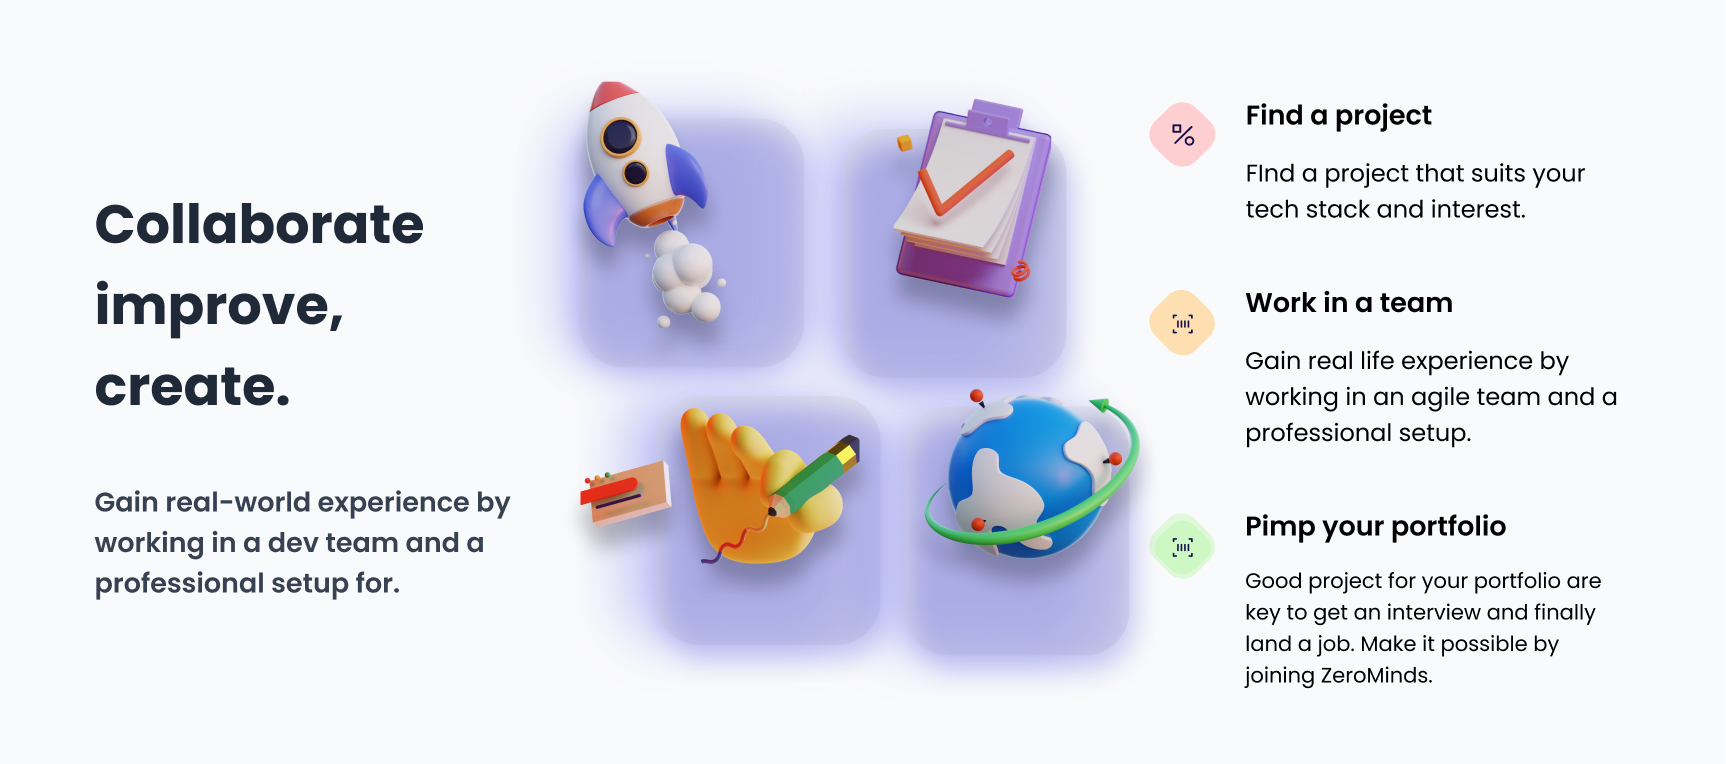 Collaborate
improve,
create.
Gain real-world experience by
working in a dev team and a
professional setup for.
Find a project
FInd a project that suits your
tech stack and interest.
Work in a team
Gain real life experience by
working in an agile team and a
professional setup.
Pimp your portfolio
Good project for your portfolio are
key to get an interview and finally
land a job. Make it possible by
joining ZeroMinds.